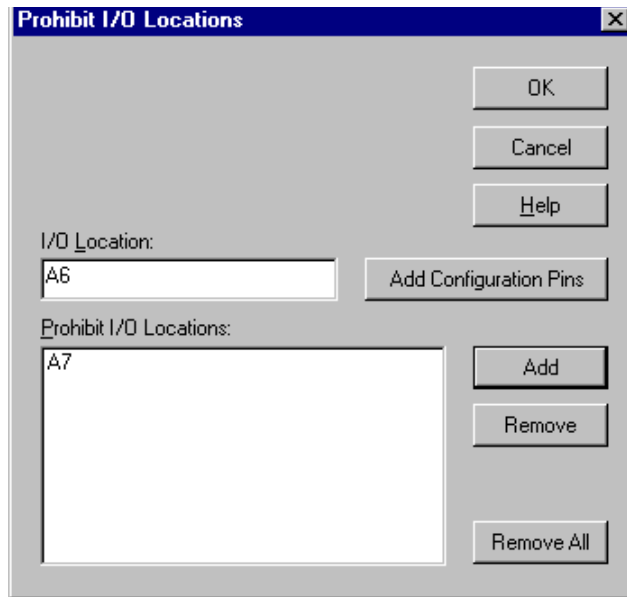 Prohibit I/O Locations
OK
Cancel
Help
I/O Location:
A6
Add Configuration Pins
Prohibit I/O Locations:
A7
Add
Remove
Remove All